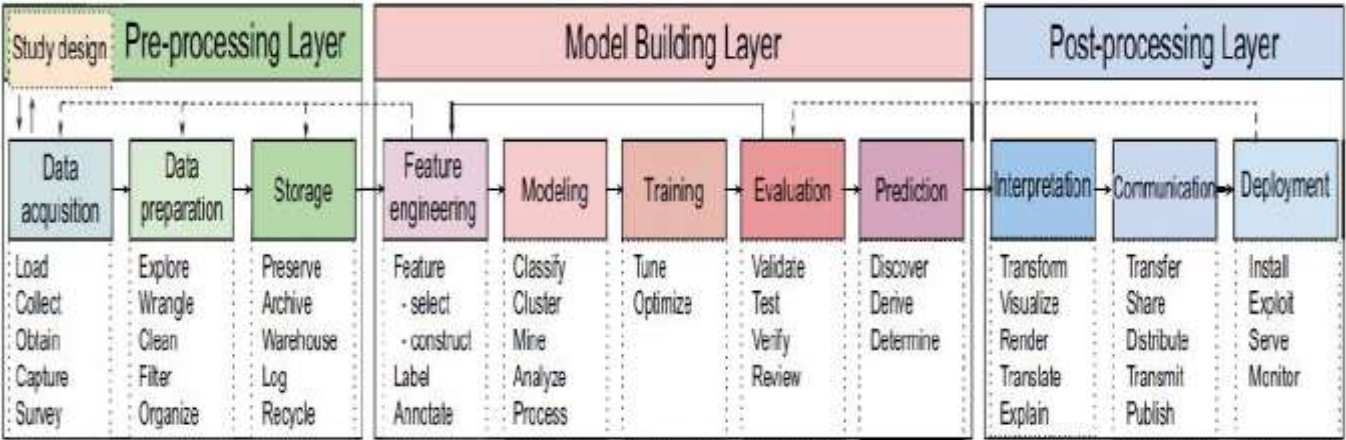 Study design
Pre-processing Layer
Model Building Layer
Post-processing Layer
Data
acquisition
Data
preparation
Storage
Feature
engineering
Modeling
Training
Evaluation
Prediction
Interpretation
Communication
Deployment
Load
Collect
Obtain
Capture
Survey
Explore
Wrangle
Clean
Filter
Organize
Preserve
Archive
Warehouse
Log
Recycle
Feature
- select
- construct
Label
Annotate
Classify
Cluster
Mine
Analyze
Process
Tune
Optimize
Validate
Test
Verify
Review
Discover
Derive
Determine
Transform
Visualize
Render
Translate
Explain
Transfer
Share
Distribute
Transmit
Publish
Install
Exploit
Serve
Monitor